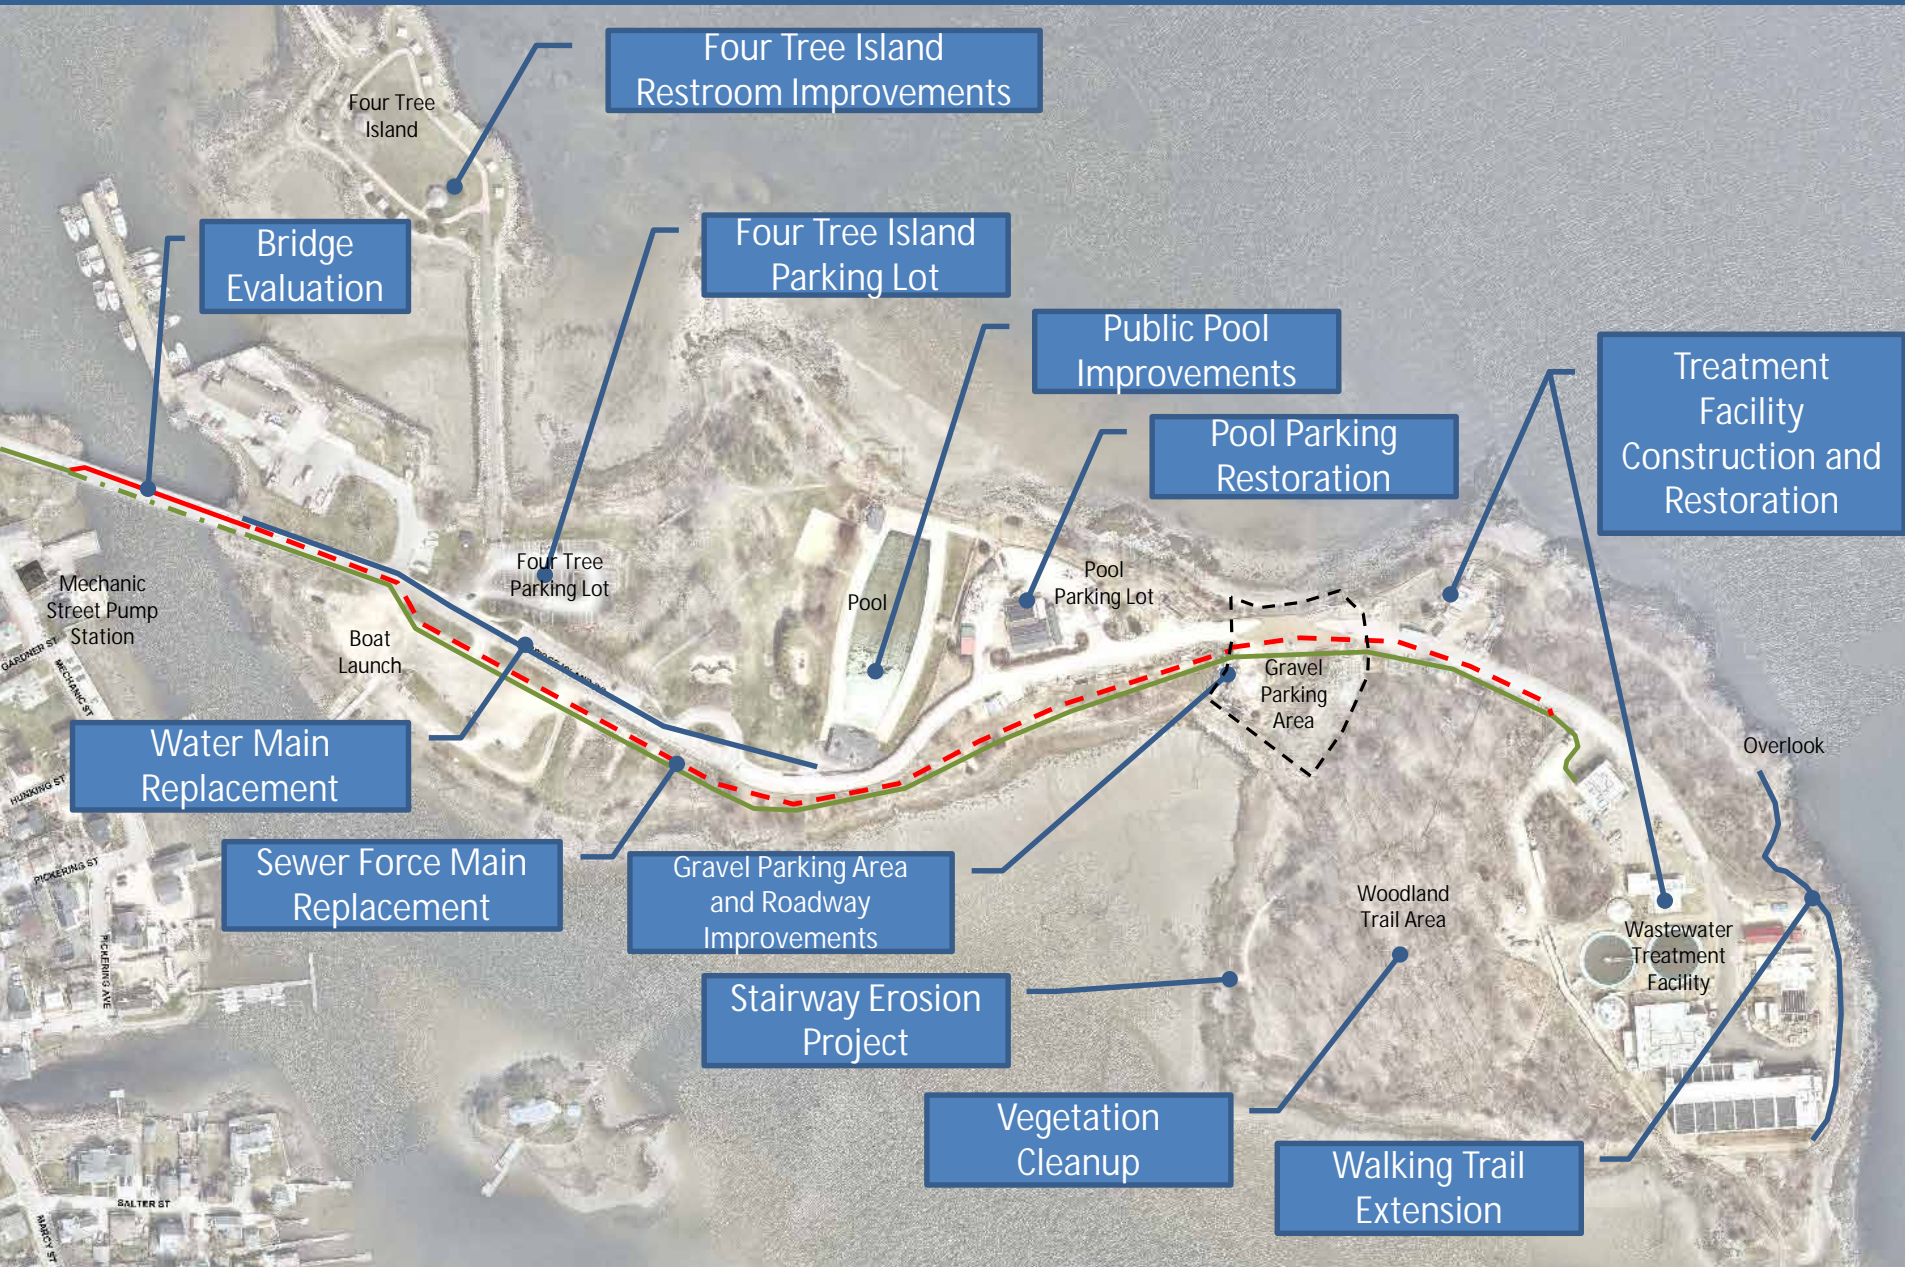 Four Tree Island
Restroom Improvements
Four Tree
Island
Bridge
Evaluation
Four Tree Island
Parking Lot
Public Pool
Improvements
Treatment
Facility
Construction and
Restoration
Pool Parking
Restoration
Four Tree
Parking Lot
Pool
Pool
Parking Lot
Mechanic
Street Pump
Station
GARDNER ST
MECHANIC ST
Boat
Launch
Gravel
Parking
Area
Overlook
Water Main
Replacement
HUNKING ST
Sewer Force Main
Replacement
Gravel Parking Area
and Roadway
Improvements
PICKERING ST
PICKERING AVE
Woodland
Trail Area
Wastewater
Treatment
Facility
Stairway Erosion
Project
Vegetation
Cleanup
Walking Trail
Extension
SALTER ST
MARCY ST